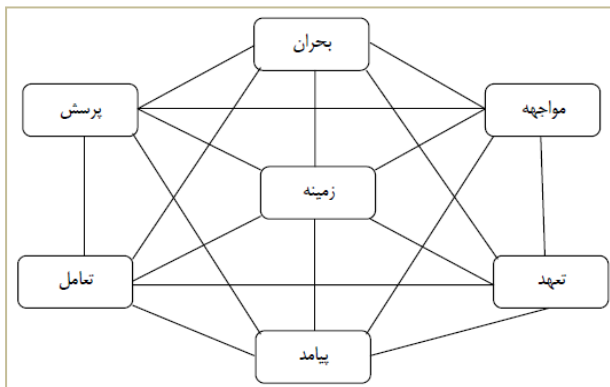 بحران
مواجهه
پرسش
زمینه
تعهد
تعامل
پیامد